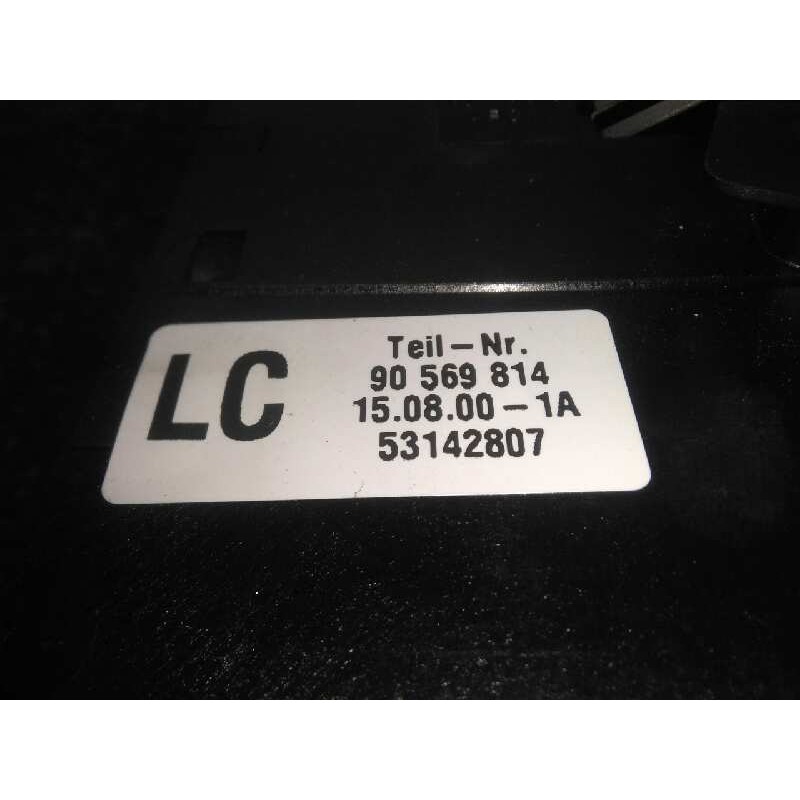 LC
Teil-Nr.
90 569 814
15.08.00-1A
53142807